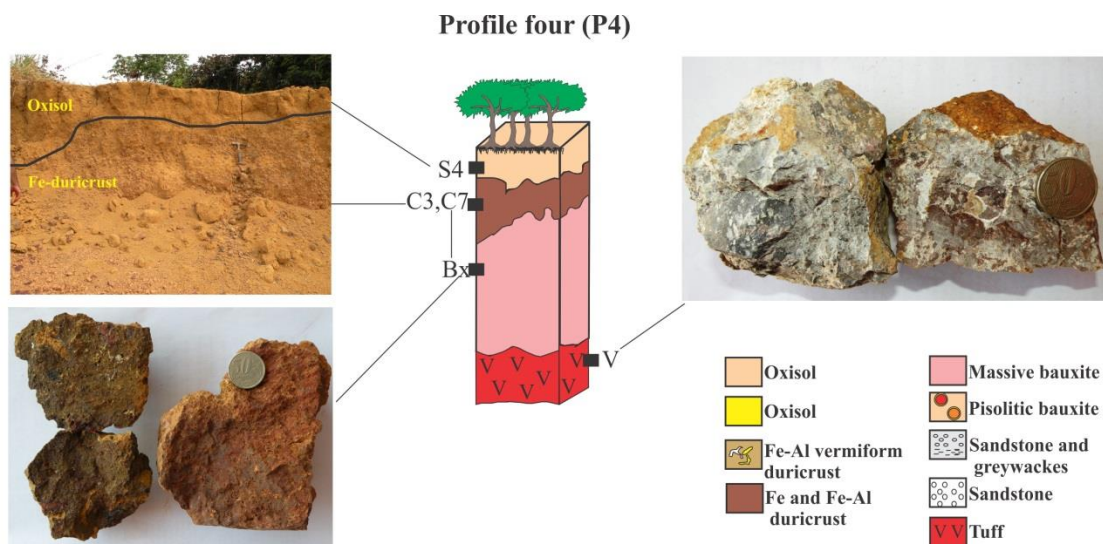 Profile four (P4)
Oxisol
Fe-duricrust
S4
C3,C7
Bx
V
V V V
V V
V V
V V
Oxisol
Oxisol
Fe-Al vermiform
duricrust
Fe and Fe-Al
duricrust
Massive bauxite
Pisolitic bauxite
Sandstone and
greywackes
Sandstone
V V Tuff